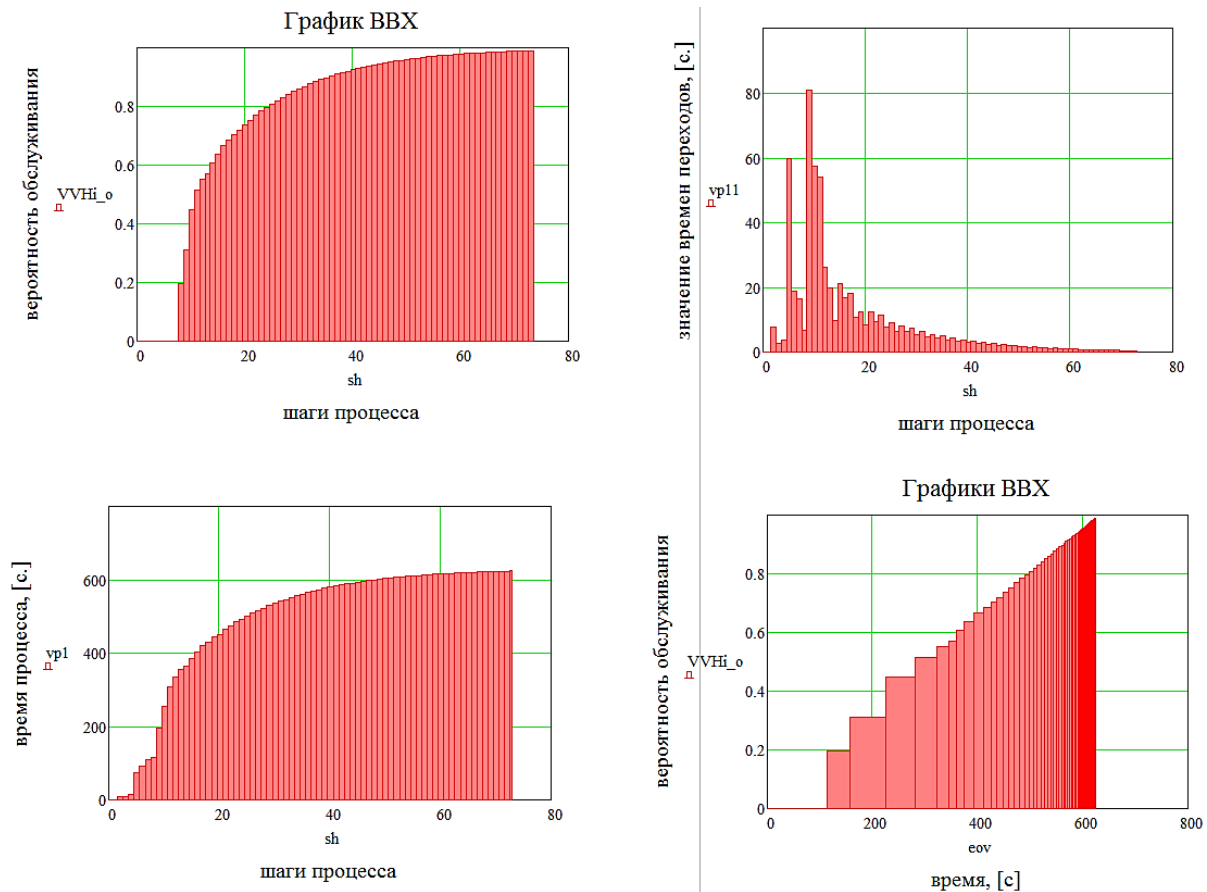 График ВВХ
вероятность обслуживания
VVHi_o
0.8
0.6
0.4
0.2
0
0
20
40
60
80
sh
шаги процесса
значение времен переходов, [с.]
vp11
80
60
40
20
0
0
20
40
60
80
sh
шаги процесса
время процесса, [с.]
vp1
600
400
200
0
0
20
40
60
80
sh
шаги процесса
Графики ВВХ
вероятность обслуживания
VVHi_o
0.8
0.6
0.4
0.2
0
0
200
400
600
800
eov
время, [с]